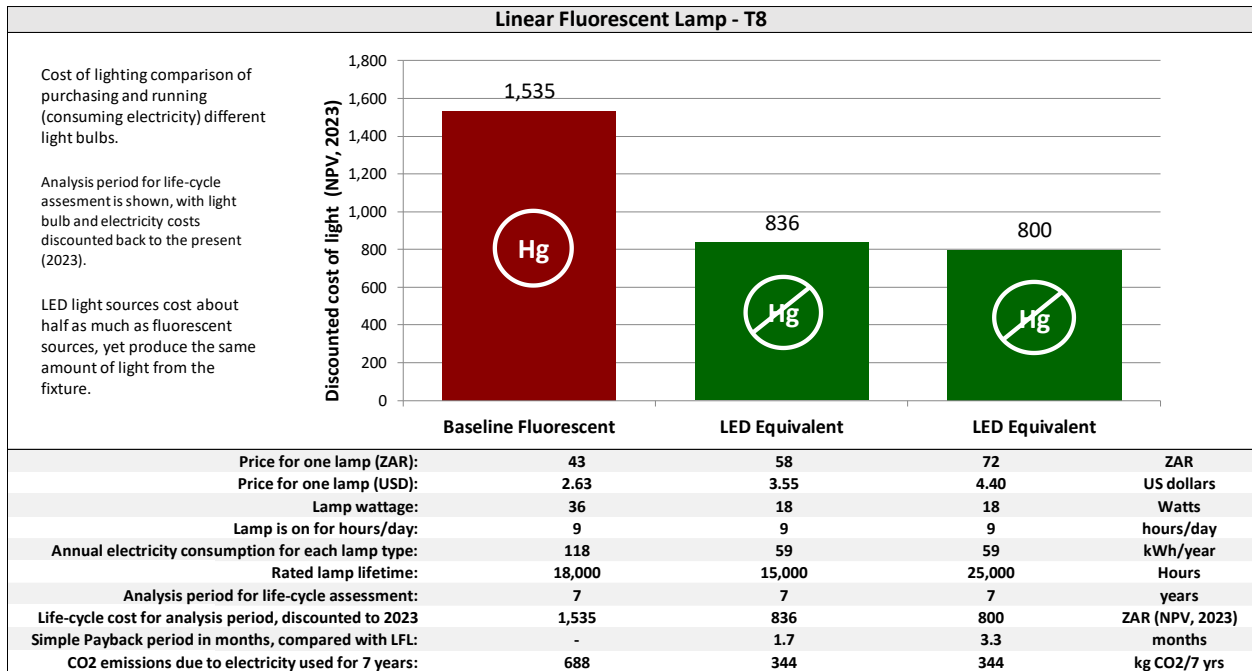 Linear Fluorescent Lamp - T8
Cost of lighting comparison of
purchasing and running
(consuming electricity) different
light bulbs.
Analysis period for life-cycle
assesment is shown, with light
bulb and electricity costs
discounted back to the present
(2023).
LED light sources cost about
half as much as fluorescent
sources, yet produce the same
amount of light from the
fixture.
Discounted cost of light (NPV, 2023)
1,800
1,600
1,400
1,200
1,000
800
600
400
200
0
1,535
836
800
Hg
Hg
Hg
Baseline Fluorescent LED Equivalent LED Equivalent
Price for one lamp (ZAR): 43 58 72 ZAR
Price for one lamp (USD): 2.63 3.55 4.40 US dollars
Lamp wattage: 36 18 18 Watts
Lamp is on for hours/day: 9 9 9 hours/day
Annual electricity consumption for each lamp type: 118 59 59 kWh/year
Rated lamp lifetime: 18,000 15,000 25,000 Hours
Analysis period for life-cycle assessment: 7 7 7 years
Life-cycle cost for analysis period, discounted to 2023 1,535 836 800 ZAR (NPV, 2023)
Simple Payback period in months, compared with LFL: - 1.7 3.3 months
CO2 emissions due to electricity used for 7 years: 688 344 344 kg CO2/7 yrs